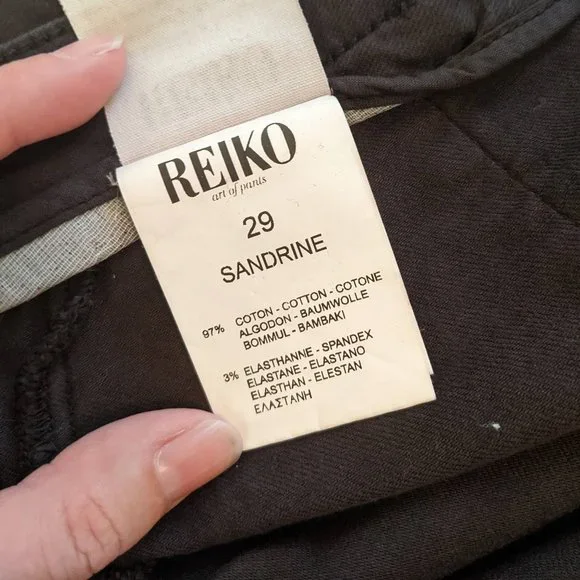 REIKO
art of pants
29
SANDRINE
97% COTON - COTTON - COTONE
ALGODON - BAUMWOLLE
BOMMUL - BAMBAKI
3% ELASTHANNE - SPANDEX
ELASTANE - ELASTANO
ELASTHAN - ELESTAN
ΕΛΑΣΤΑΝΗ